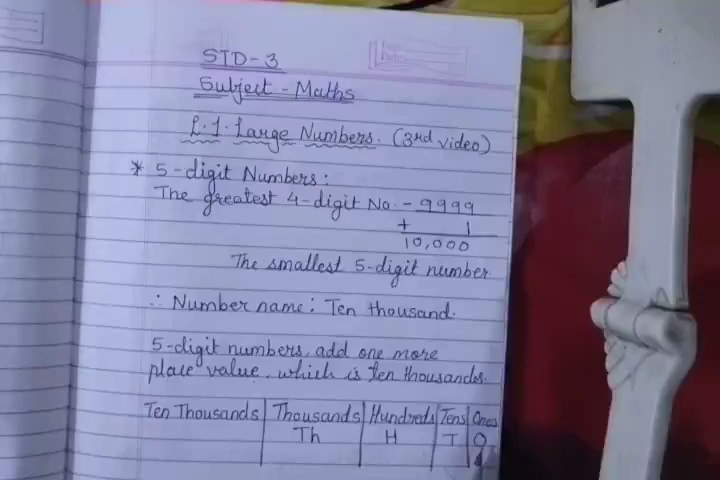 STD-3
Subject - Maths
L.1. Large Numbers. (3rd video)
* 5-digit Numbers:
The greatest 4-digit No. - 9999
+ 1
10,000
The smallest 5-digit number
∴ Number name: Ten thousand.
5-digit numbers, add one more
place value, which is ten thousands.
Ten Thousands | Thousands | Hundreds | Tens | Ones
Th | H | T | O